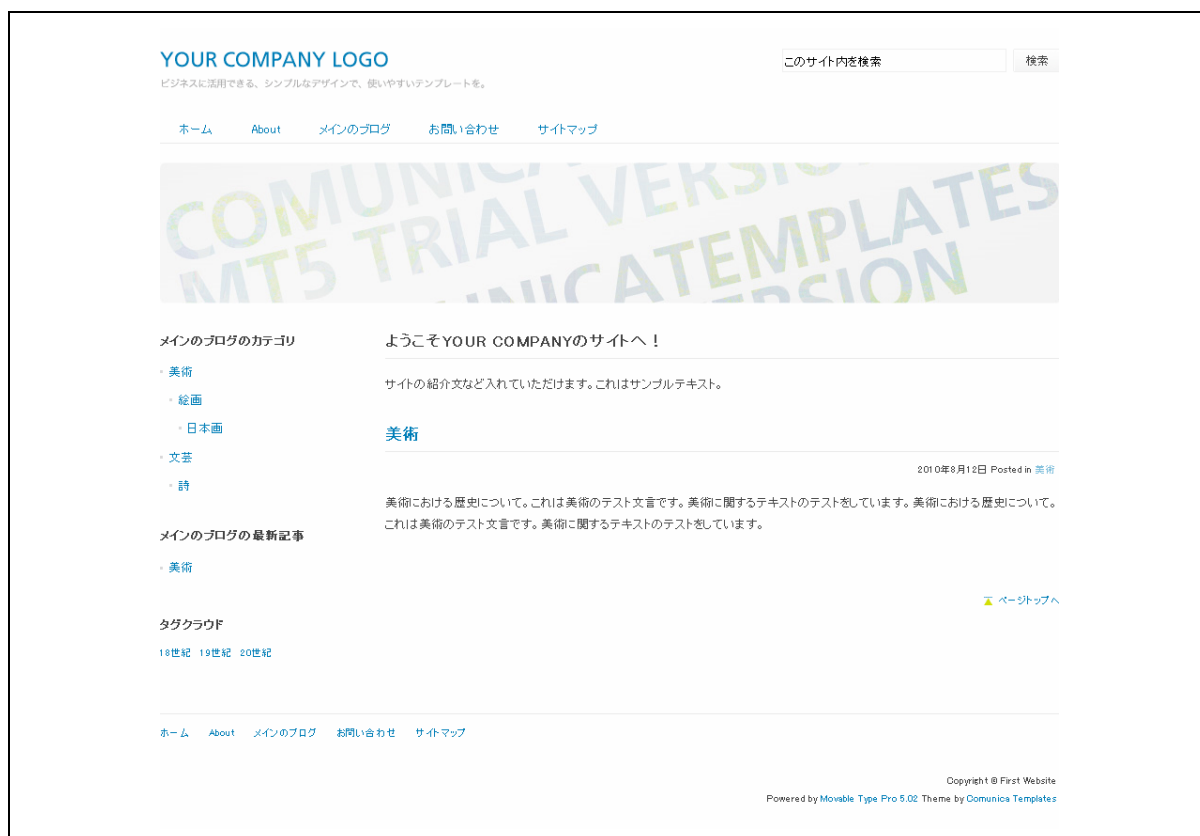 YOUR COMPANY LOGO
ビジネスに活用できる、シンプルなデザインで、使いやすいテンプレートを。
このサイト内を検索
検索
ホーム About メインのブログ お問い合わせ サイトマップ
COMUNICA TEMPLATES
MT5 TRIAL VERSION
COMUNICATEMPLATES
VERSION
メインのブログのカテゴリ
美術
絵画
日本画
文芸
詩
メインのブログの最新記事
美術
タグクラウド
18世紀 19世紀 20世紀
ようこそYOUR COMPANYのサイトへ！
サイトの紹介文など入れていただけます。これはサンプルテキスト。
美術
2010年8月12日 Posted in 美術
美術における歴史について。これは美術のテスト文言です。美術に関するテキストのテストをしています。美術における歴史について。
これは美術のテスト文言です。美術に関するテキストのテストをしています。
ページトップへ
ホーム About メインのブログ お問い合わせ サイトマップ
Copyright © First Website
Powered by Movable Type Pro 5.02 Theme by Comunica Templates